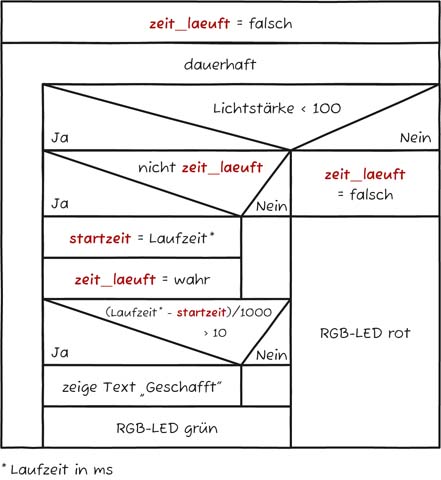 zeit_laeuft = falsch
dauerhaft
Lichtstärke < 100
Ja
Nein
nicht zeit_laeuft
Ja
Nein
zeit_laeuft
= falsch
startzeit = Laufzeit*
zeit_laeuft = wahr
(Laufzeit* - startzeit)/1000
> 10
Ja
Nein
RGB-LED rot
zeige Text „Geschafft“
RGB-LED grün
* Laufzeit in ms